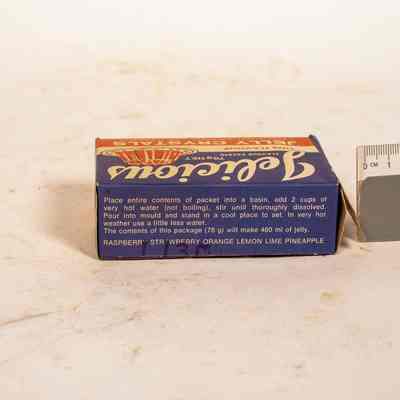 JELLY CRYSTALS
Jelicious
Place entire contents of packet into a basin, add 2 cups of
very hot water (not boiling), stir until thoroughly dissolved.
Pour into mould and stand in a cool place to set. In very hot
weather use a little less water.
The contents of this package (78 g) will make 460 ml of jelly.
RASPBERRY STRAWBERRY ORANGE LEMON LIME PINEAPPLE
0 CM 1